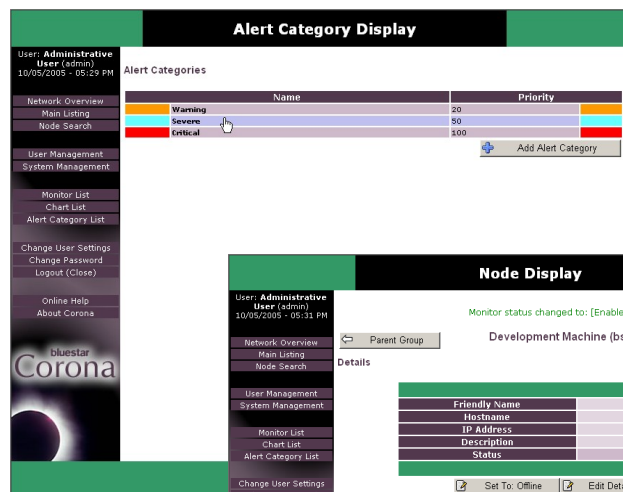 Alert Category Display
User: Administrative
User (admin)
10/05/2005 - 05:29 PM
Alert Categories
Name Priority
Warning 20
Severe 50
Critical 100
Add Alert Category
Network Overview
Main Listing
Node Search
User Management
System Management
Monitor List
Chart List
Alert Category List
Change User Settings
Change Password
Logout (Close)
Online Help
About Corona
bluestar
Corona
Node Display
User: Administrative
User (admin)
10/05/2005 - 05:31 PM
Monitor status changed to: [Enable
Parent Group
Development Machine (bs
Details
Network Overview
Main Listing
Node Search
User Management
System Management
Monitor List
Chart List
Alert Category List
Change User Settings
Friendly Name
Hostname
IP Address
Description
Status
Set To: Offline
Edit Deta